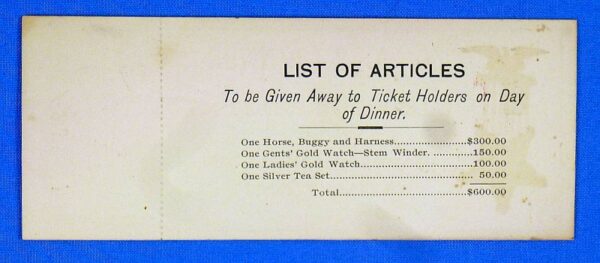 LIST OF ARTICLES
To be Given Away to Ticket Holders on Day
of Dinner.
One Horse, Buggy and Harness......................$300.00
One Gents' Gold Watch—Stem Winder. ............150.00
One Ladies' Gold Watch................................100.00
One Silver Tea Set........................................ 50.00
Total...................................$600.00